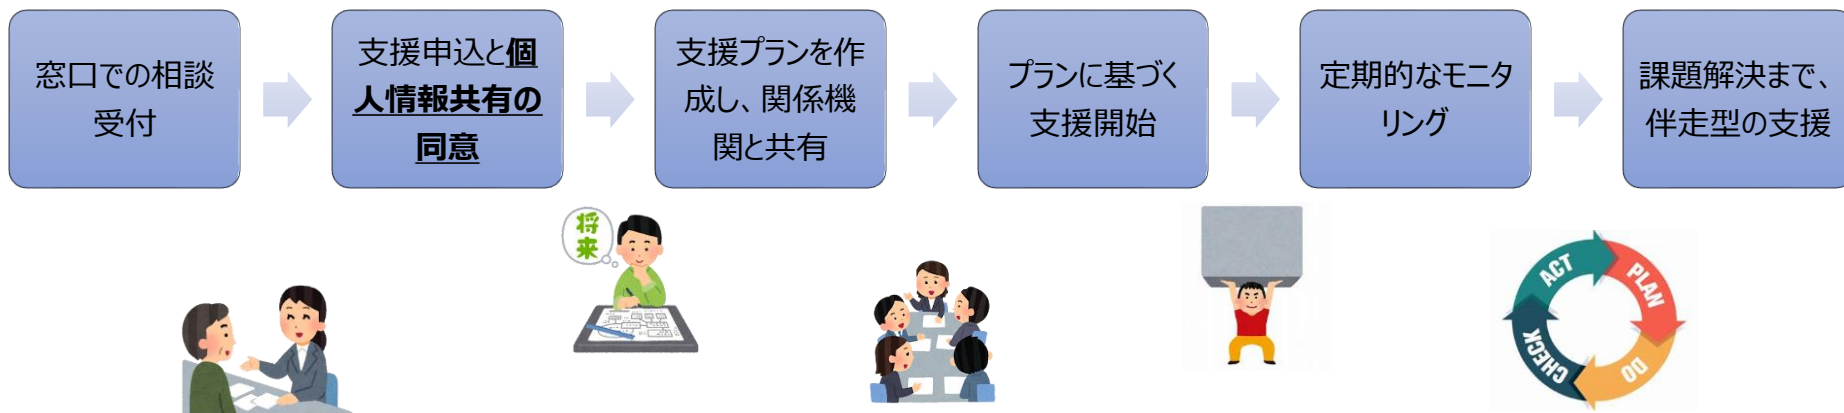 窓口での相談
受付
支援申込と個
人情報共有の
同意
支援プランを作
成し、関係機
関と共有
プランに基づく
支援開始
定期的なモニタ
リング
課題解決まで、
伴走型の支援
将
来
ACT
PLAN
DO
CHECK